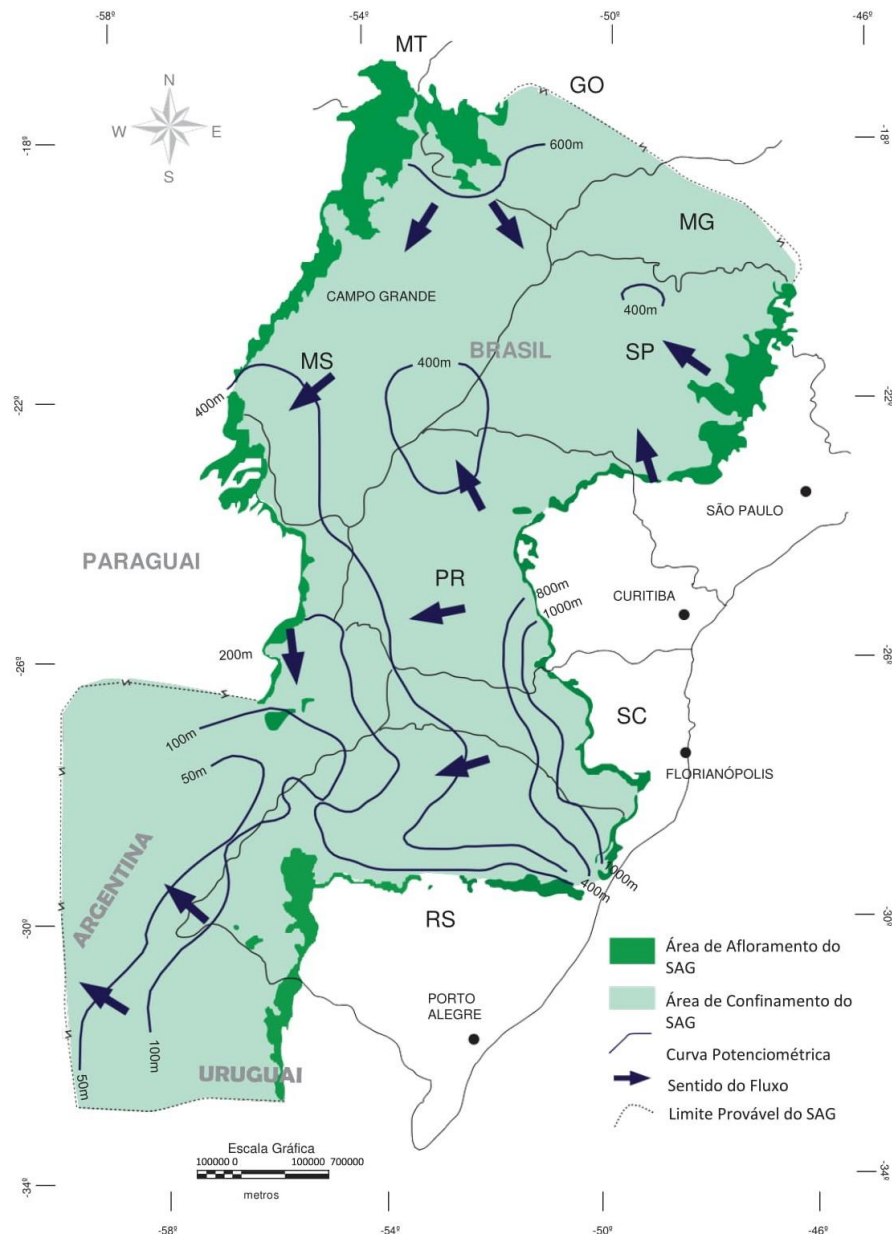 -58º
-54º
-50º
-46º
MT
GO
N
W E
S
-18º
-18º
600m
MG
CAMPO GRANDE
400m
BRASIL
SP
MS
400m
400m
-22º
-22º
SÃO PAULO
PARAGUAI
PR
800m
1000m
CURITIBA
200m
-26º
-26º
SC
100m
50m
FLORIANÓPOLIS
ARGENTINA
1000m
400m
-30º
-30º
RS
Área de Afloramento do
SAG
Área de Confinamento do
SAG
PORTO
ALEGRE
Curva Potenciométrica
100m
50m
URUGUAI
Sentido do Fluxo
Limite Provável do SAG
Escala Gráfica
100000 0 100000 700000
metros
-34º
-34º
-58º
-54º
-50º
-46º